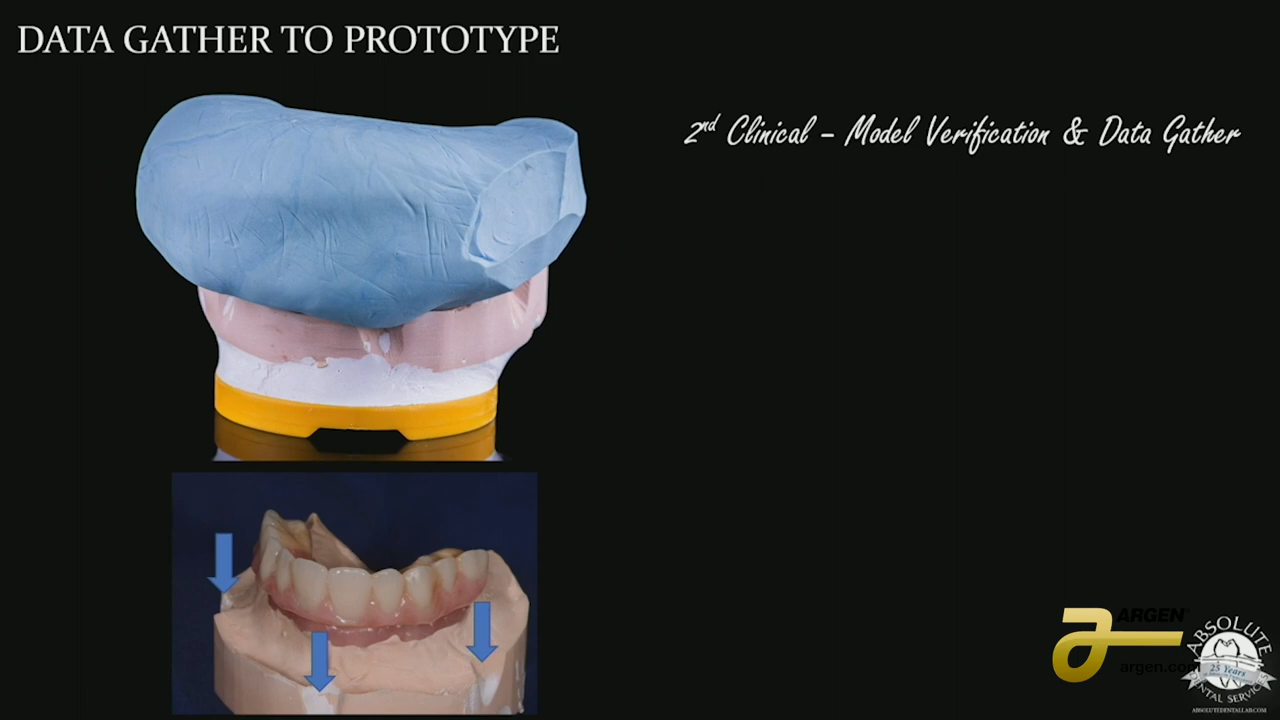 DATA GATHER TO PROTOTYPE
2nd Clinical – Model Verification & Data Gather
ARGEN
argen.com
ABSOLUTE
25 Years
DENTAL SERVICES
ABSOLUTEDENTALLAB.COM